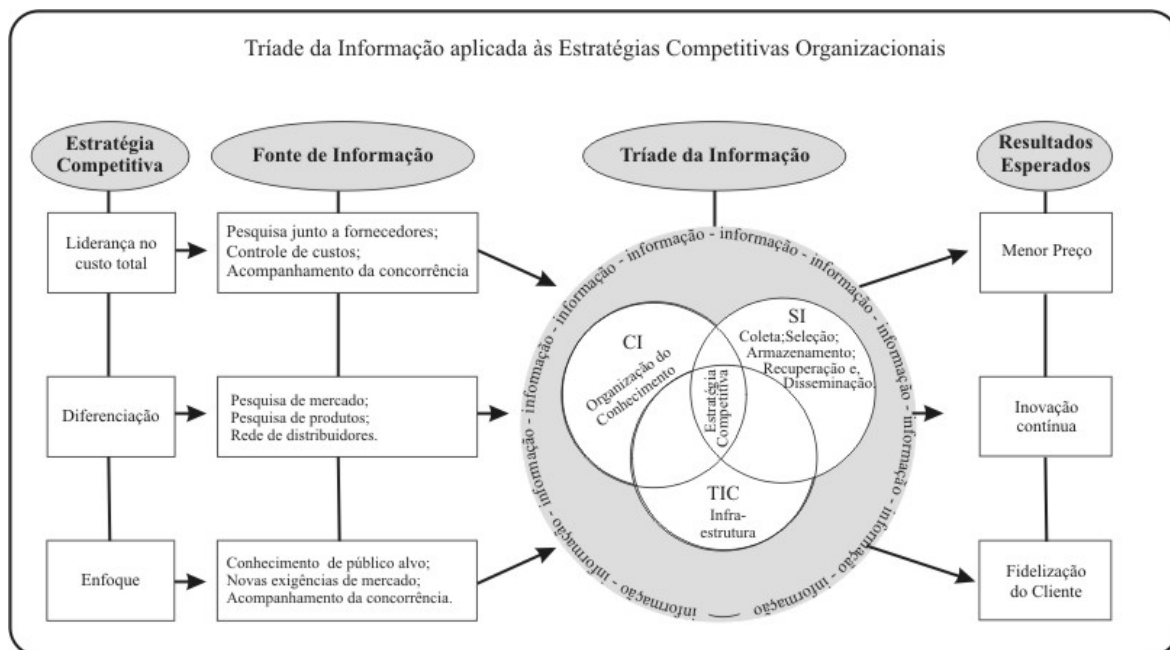 Tríade da Informação aplicada às Estratégias Competitivas Organizacionais
Estratégia
Competitiva
Fonte de Informação
Tríade da Informação
Resultados
Esperados
Liderança no
custo total
Pesquisa junto a fornecedores;
Controle de custos;
Acompanhamento da concorrência
Menor Preço
Diferenciação
Pesquisa de mercado;
Pesquisa de produtos;
Rede de distribuidores.
Inovação
contínua
Enfoque
Conhecimento de público alvo;
Novas exigências de mercado;
Acompanhamento da concorrência.
Fidelização
do Cliente
informação - informação - informação - informação - informação - informação - informação - informação - informação - informação - informação - informação
CI
Organização do
Conhecimento
SI
Coleta;Seleção;
Armazenamento;
Recuperação e,
Disseminação.
Estratégia
Competitiva
TIC
Infra-
estrutura